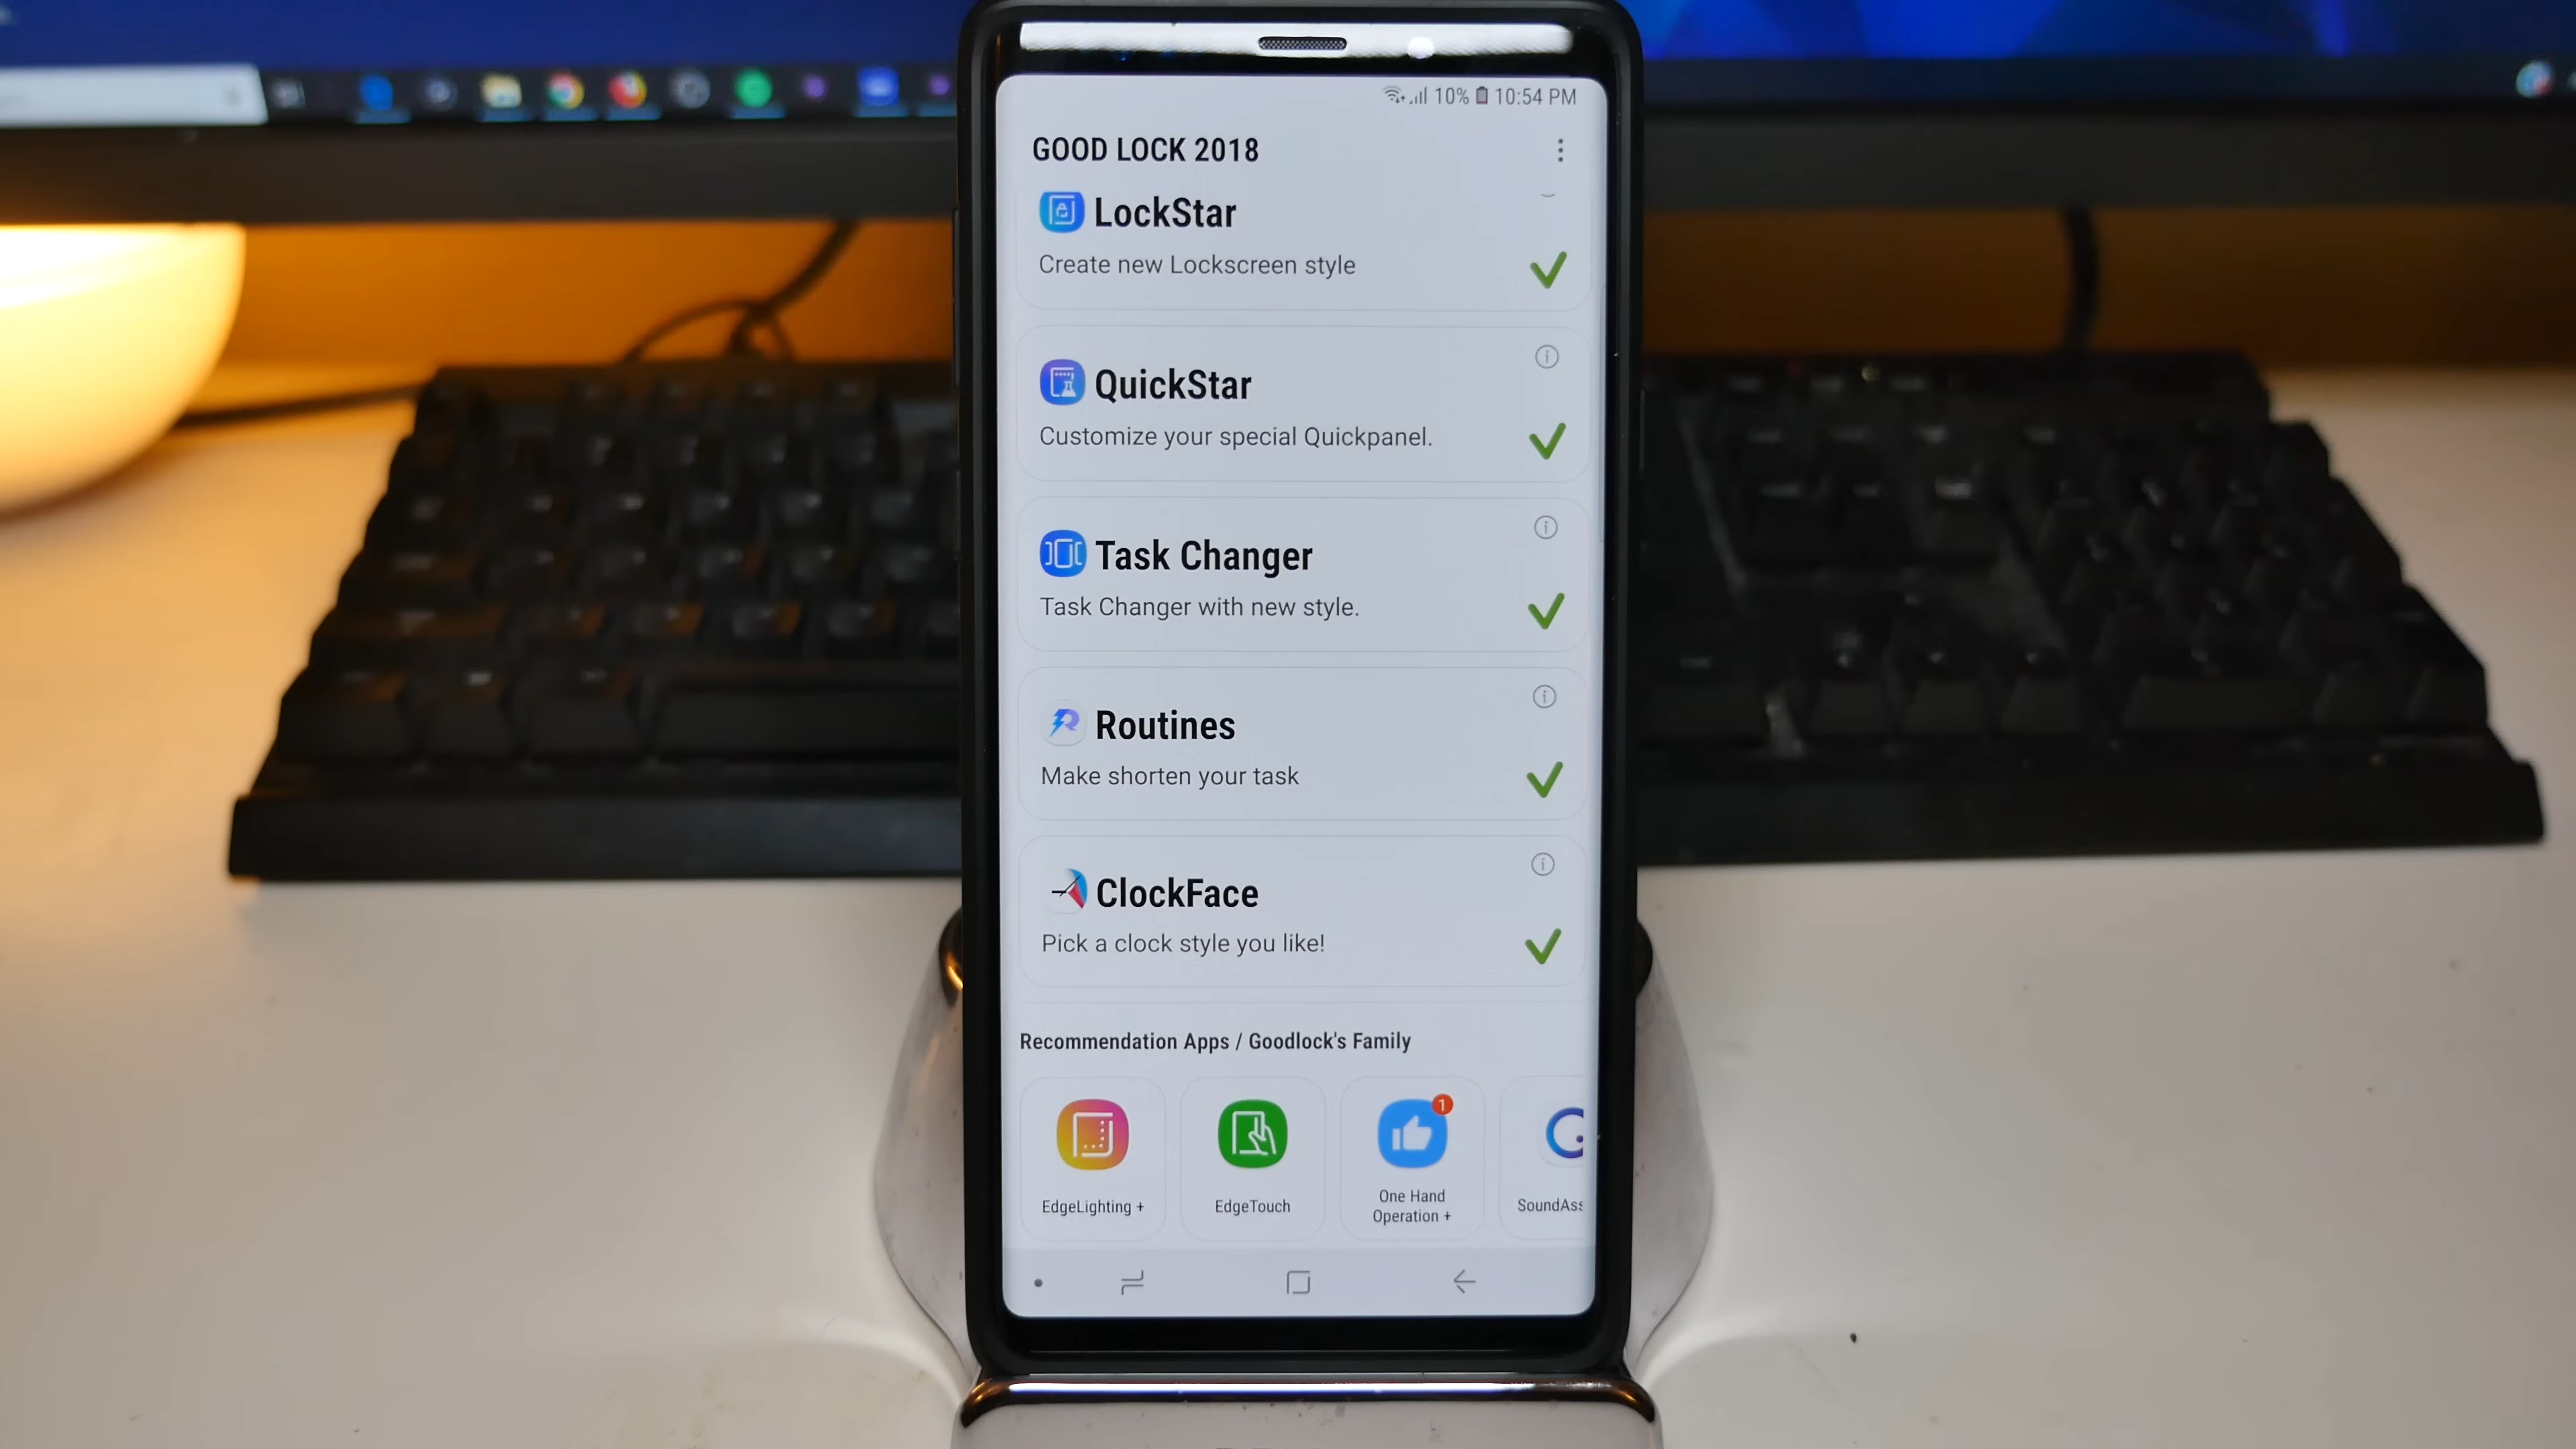 10% 10:54 PM
GOOD LOCK 2018
LockStar
Create new Lockscreen style
QuickStar
Customize your special Quickpanel.
Task Changer
Task Changer with new style.
Routines
Make shorten your task
ClockFace
Pick a clock style you like!
Recommendation Apps / Goodlock's Family
1
EdgeLighting +
EdgeTouch
One Hand
Operation +
SoundAss